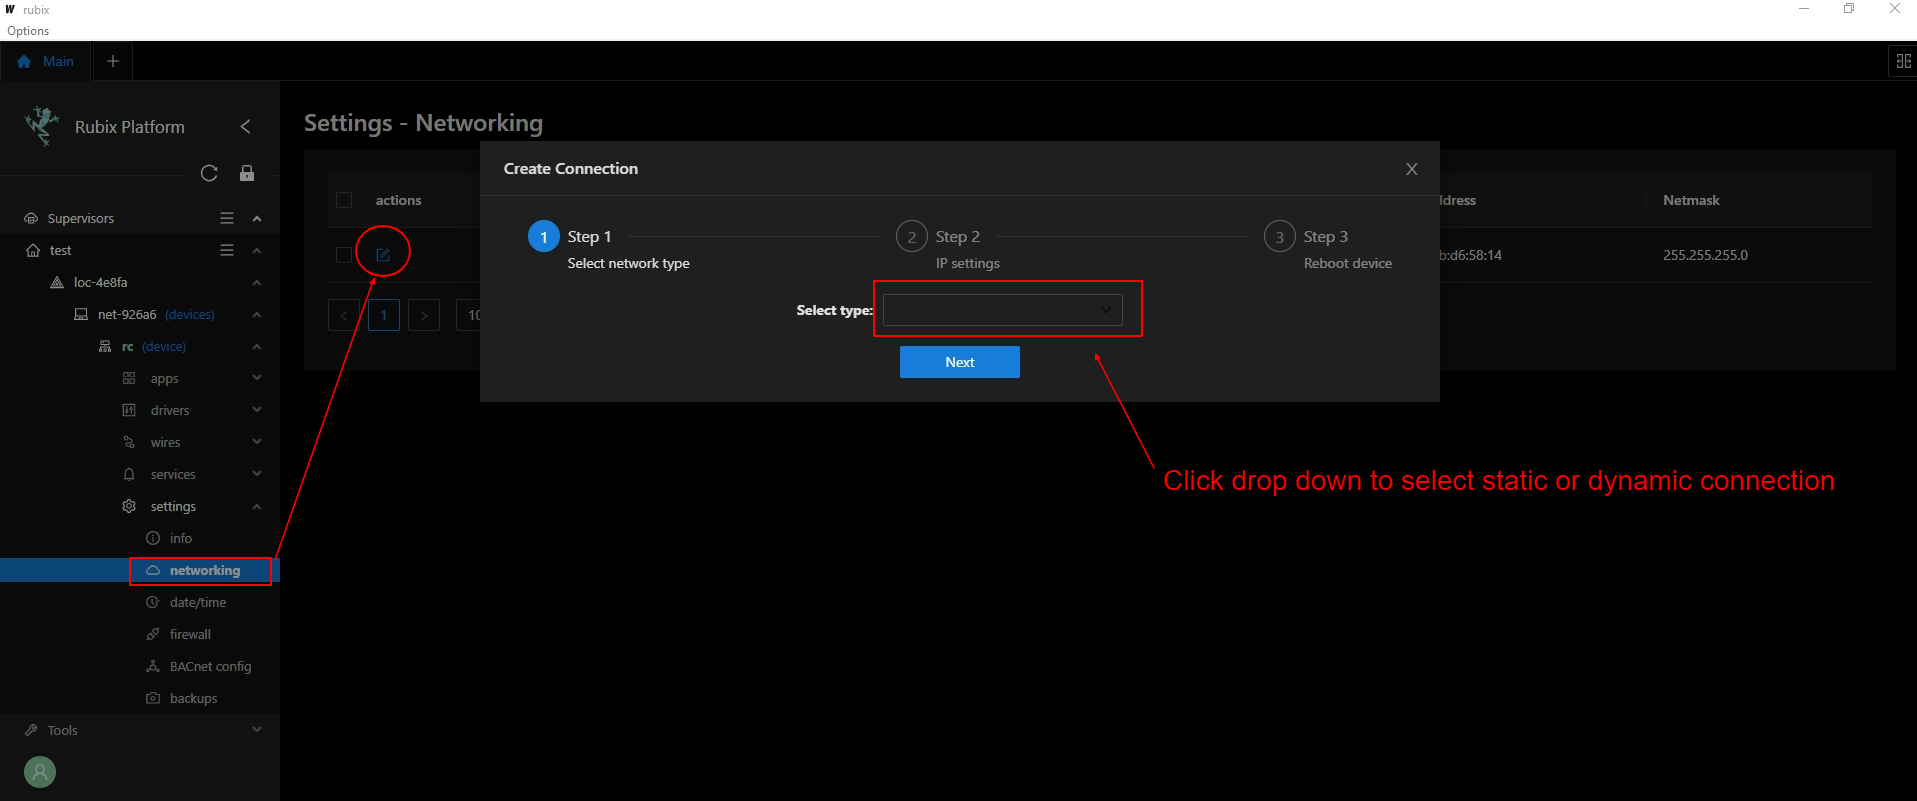 rubix
Options
Main
Rubix Platform
Supervisors
test
loc-4e8fa
net-926a6 (devices)
rc (device)
apps
drivers
wires
services
settings
info
networking
date/time
firewall
BACnet config
backups
Tools
Settings - Networking
actions
1
10
Create Connection
X
1 Step 1
Select network type
2 Step 2
IP settings
3 Step 3
Reboot device
Select type:
Next
ldress
Netmask
b:d6:58:14
255.255.255.0
Click drop down to select static or dynamic connection